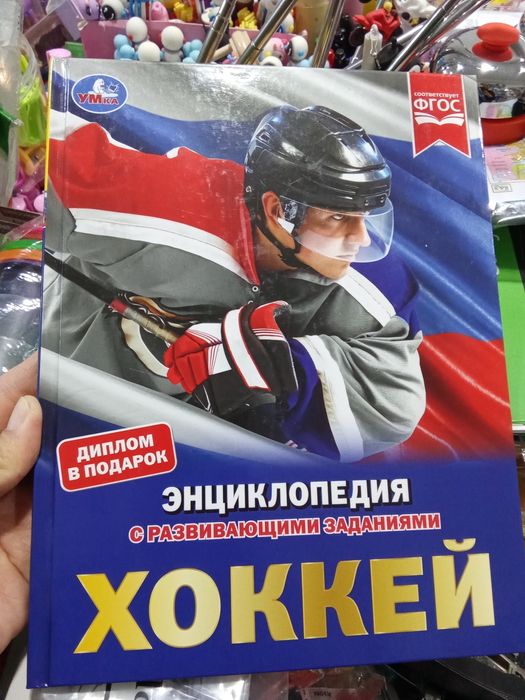 УМка
соответствует
ФГОС
ДИПЛОМ
В ПОДАРОК
ЭНЦИКЛОПЕДИЯ
С РАЗВИВАЮЩИМИ ЗАДАНИЯМИ
ХОККЕЙ